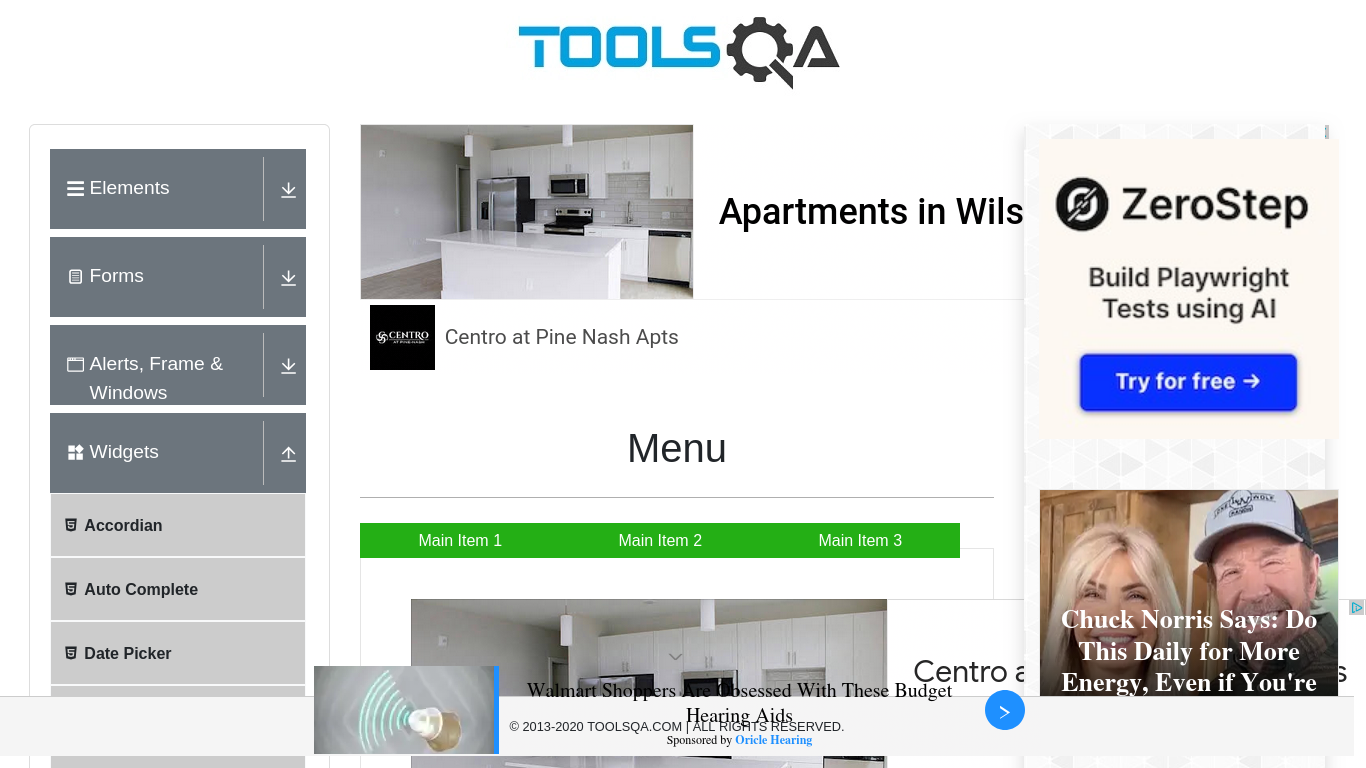 TOOLSQA
Elements
Forms
Alerts, Frame &
Windows
Widgets
Accordian
Auto Complete
Date Picker
Apartments in Wils
CENTRO
AT PINE NASH
Centro at Pine Nash Apts
Menu
Main Item 1
Main Item 2
Main Item 3
Centro a
s
Walmart Shoppers Are Obsessed With These Budget
Hearing Aids
© 2013-2020 TOOLSQA.COM | ALL RIGHTS RESERVED.
Sponsored by Oricle Hearing
ZeroStep
Build Playwright
Tests using AI
Try for free →
LONE WOLF
Chuck Norris Says: Do
This Daily for More
Energy, Even if You're